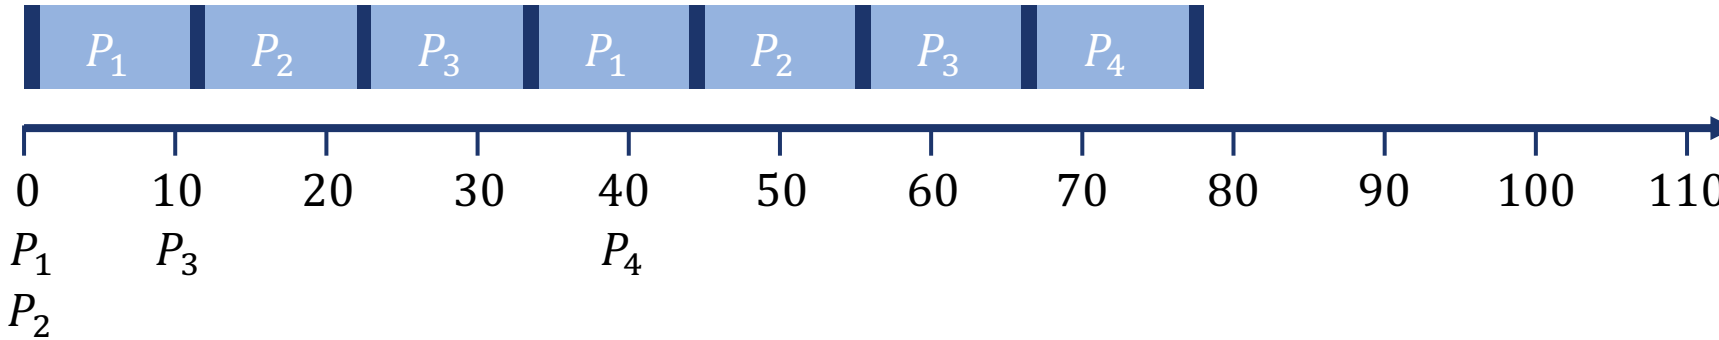 P₁ P₂ P₃ P₁ P₂ P₃ P₄
0 10 20 30 40 50 60 70 80 90 100 110
P₁ P₃ P₄
P₂